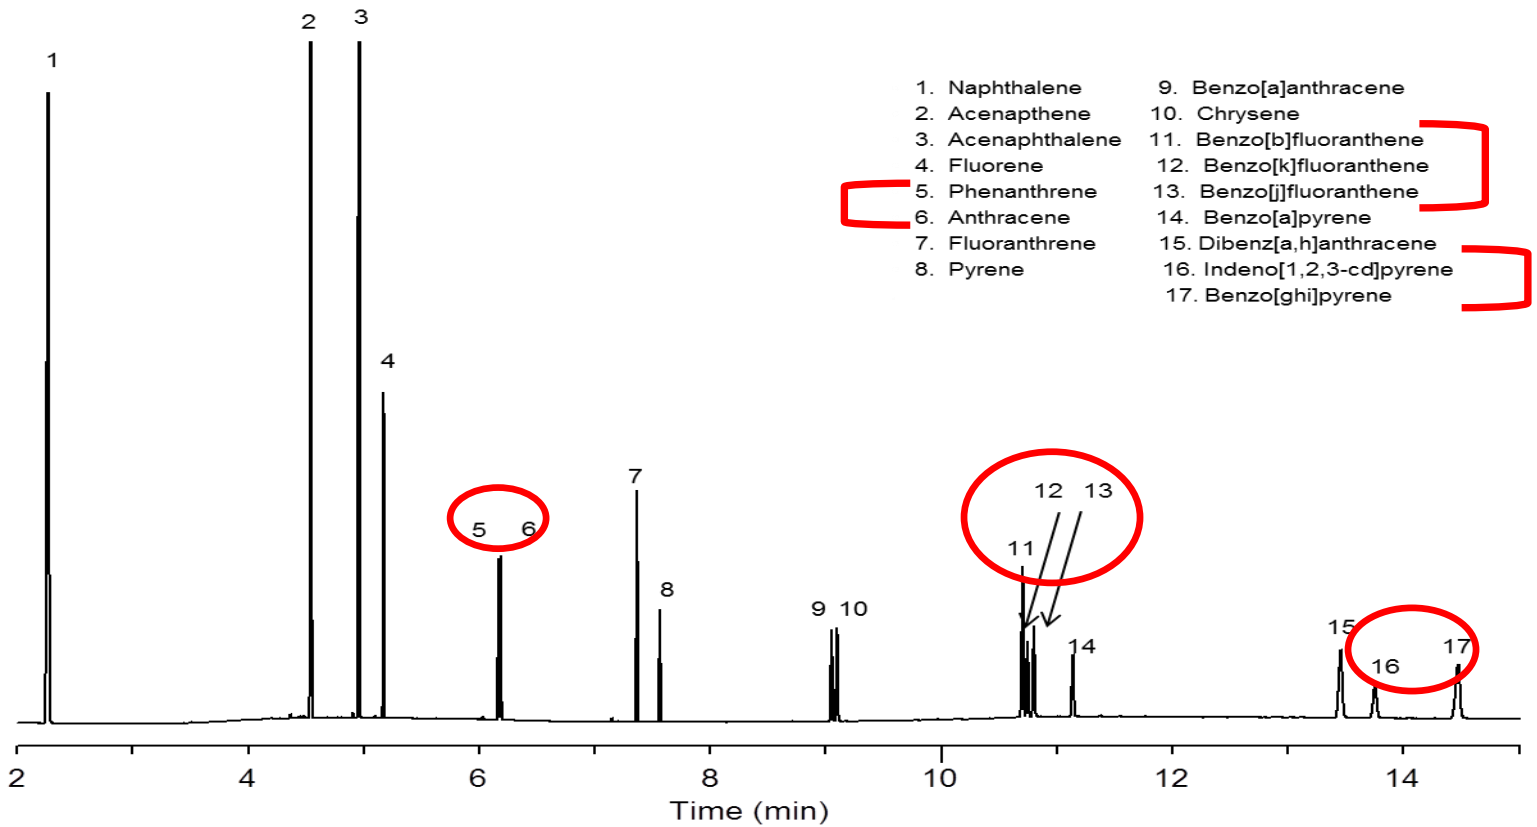 1
2
3
4
5
6
7
8
9
10
11
12
13
14
15
16
17
1. Naphthalene
2. Acenapthene
3. Acenaphthalene
4. Fluorene
5. Phenanthrene
6. Anthracene
7. Fluoranthrene
8. Pyrene
9. Benzo[a]anthracene
10. Chrysene
11. Benzo[b]fluoranthene
12. Benzo[k]fluoranthene
13. Benzo[j]fluoranthene
14. Benzo[a]pyrene
15. Dibenz[a,h]anthracene
16. Indeno[1,2,3-cd]pyrene
17. Benzo[ghi]pyrene
2 4 6 8 10 12 14
Time (min)